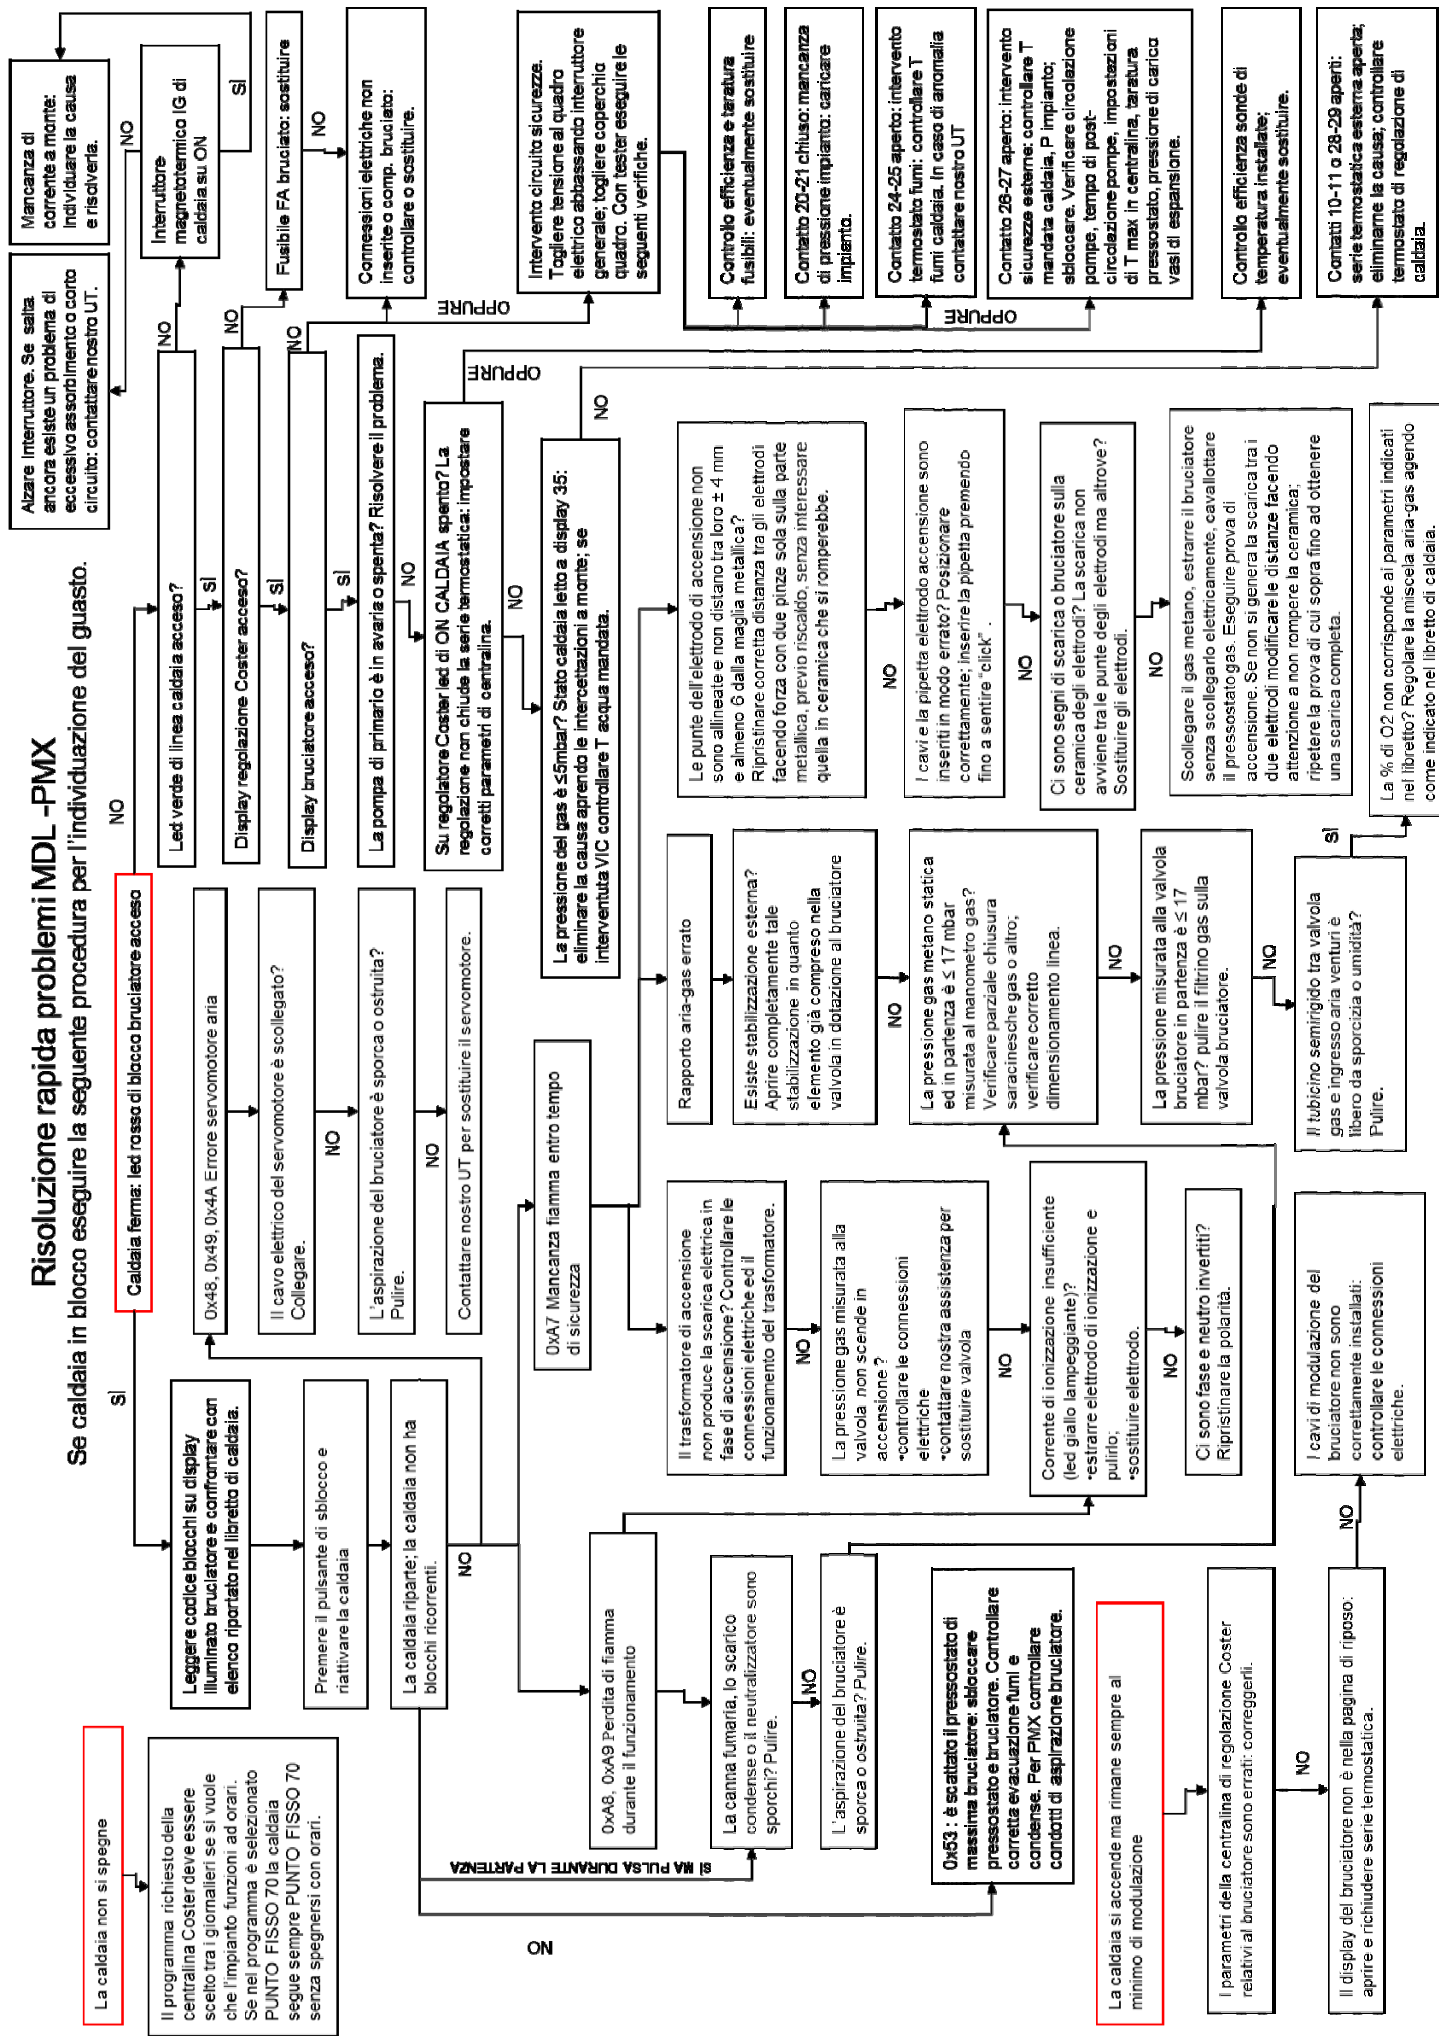 Risoluzione rapida problemi MDL -PMX
Se caldaia in blocco eseguire la seguente procedura per l'individuazione del guasto.
La caldaia non si spegne
Il programma richiesto della
centralina Coster deve essere
scelto tra i giornalieri se si vuole
che l'impianto funzioni ad orari.
Se nel programma è selezionato
PUNTO FISSO 70 la caldaia
segue sempre PUNTO FISSO 70
senza spegnersi con orari.
Caldaia ferma: led rosso di blocco bruciatore acceso
SÌ
NO
Leggere codice blocchi su display
illuminato bruciatore e confrontare con
elenco riportato nel libretto di caldaia.
Premere il pulsante di sblocco e
riattivare la caldaia
La caldaia riparte; la caldaia non ha
blocchi ricorrenti.
NO
NO
SÌ MA PULSA DURANTE LA PARTENZA
0x48, 0x49, 0x4A Errore servomotore aria
Il cavo elettrico del servomotore è scollegato?
Collegare.
NO
L'aspirazione del bruciatore è sporca o ostruita?
Pulire.
NO
Contattare nostro UT per sostituire il servomotore.
Led verde di linea caldaia acceso?
SÌ
NO
Display regolazione Coster acceso?
SÌ
NO
Display bruciatore acceso?
SÌ
NO
La pompa di primario è in avaria o spenta? Risolvere il problema.
NO
Su regolatore Coster led di ON CALDAIA spento? La
regolazione non chiude la serie termostatica: impostare
corretti parametri di centralina.
NO
OPPURE
La pressione del gas è ≤5mbar? Stato caldaia letto a display 35:
eliminare la causa aprendo le intercettazioni a monte; se
intervenuta VIC controllare T acqua mandata.
NO
Alzare Interruttore. Se salta
ancora esiste un problema di
eccessivo assorbimento o corto
circuito: contattare nostro UT.
Mancanza di
corrente a monte:
individuare la causa
e risolverla.
NO
Interruttore
magnetotermico IG di
caldaia su ON
SÌ
Fusibile FA bruciato: sostituire
NO
Connessioni elettriche non
inserite o comp. bruciato:
controllare o sostituire.
OPPURE
Intervento circuito sicurezze.
Togliere tensione al quadro
elettrico abbassando interruttore
generale; togliere coperchio
quadro. Con tester eseguire le
seguenti verifiche.
Controllo efficienza e taratura
fusibili: eventualmente sostituire
Contatto 20-21 chiuso: mancanza
di pressione impianto: caricare
impianto.
Contatto 24-25 aperto: intervento
termostato fumi: controllare T
fumi caldaia. In caso di anomalia
contattare nostro UT
OPPURE
Contatto 26-27 aperto: intervento
sicurezze esterne: controllare T
mandata caldaia, P impianto;
sbloccare. Verificare circolazione
pompe, tempo di post-
circolazione pompe, impostazioni
di T max in centralina, taratura
pressostato, pressione di carica
vasi di espansione.
Controllo efficienza sonde di
temperatura installate;
eventualmente sostituire.
Contatti 10-11 o 28-29 aperti:
serie termostatica esterna aperta;
eliminarne la causa; controllare
termostato di regolazione di
caldaia.
0xA7 Mancanza fiamma entro tempo
di sicurezza
Il trasformatore di accensione
non produce la scarica elettrica in
fase di accensione? Controllare le
connessioni elettriche ed il
funzionamento del trasformatore.
NO
La pressione gas misurata alla
valvola non scende in
accensione ?
•controllare le connessioni
elettriche
•contattare nostra assistenza per
sostituire valvola
NO
Corrente di ionizzazione insufficiente
(led giallo lampeggiante)?
•estrarre elettrodo di ionizzazione e
pulirlo;
•sostituire elettrodo.
NO
Ci sono fase e neutro invertiti?
Ripristinare la polarità.
Rapporto aria-gas errato
Esiste stabilizzazione esterna?
Aprire completamente tale
stabilizzazione in quanto
elemento già compreso nella
valvola in dotazione al bruciatore
NO
La pressione gas metano statica
ed in partenza è ≤ 17 mbar
misurata al manometro gas?
Verificare parziale chiusura
saracinesche gas o altro;
verificare corretto
dimensionamento linea.
NO
La pressione misurata alla valvola
bruciatore in partenza è ≤ 17
mbar? pulire il filtrino gas sulla
valvola bruciatore.
NO
Il tubicino semirigido tra valvola
gas e ingresso aria venturi è
libero da sporcizia o umidità?
Pulire.
SÌ
La % di O2 non corrisponde ai parametri indicati
nel libretto? Regolare la miscela aria-gas agendo
come indicato nel libretto di caldaia.
Le punte dell'elettrodo di accensione non
sono allineate e non distano tra loro ± 4 mm
e almeno 6 dalla maglia metallica?
Ripristinare corretta distanza tra gli elettrodi
facendo forza con due pinze sola sulla parte
metallica, previo riscaldo, senza interessare
quella in ceramica che si romperebbe.
NO
I cavi e la pipetta elettrodo accensione sono
inseriti in modo errato? Posizionare
correttamente; inserire la pipetta premendo
fino a sentire "click" .
NO
Ci sono segni di scarica o bruciatore sulla
ceramica degli elettrodi? La scarica non
avviene tra le punte degli elettrodi ma altrove?
Sostituire gli elettrodi.
NO
Scollegare il gas metano, estrarre il bruciatore
senza scollegarlo elettricamente, cavallottare
il pressostato gas. Eseguire prova di
accensione. Se non si genera la scarica tra i
due elettrodi modificare le distanze facendo
attenzione a non rompere la ceramica;
ripetere la prova di cui sopra fino ad ottenere
una scarica completa.
0xA8, 0xA9 Perdita di fiamma
durante il funzionamento
La canna fumaria, lo scarico
condense o il neutralizzatore sono
sporchi? Pulire.
NO
L'aspirazione del bruciatore è
sporca o ostruita? Pulire.
0x53 : è scattato il pressostato di
massima bruciatore: sbloccare
pressostato e bruciatore. Controllare
corretta evacuazione fumi e
condense. Per PMX controllare
condotti di aspirazione bruciatore.
La caldaia si accende ma rimane sempre al
minimo di modulazione
I parametri della centralina di regolazione Coster
relativi al bruciatore sono errati: correggerli.
NO
Il display del bruciatore non è nella pagina di riposo:
aprire e richiudere serie termostatica.
NO
I cavi di modulazione del
bruciatore non sono
correttamente installati:
controllare le connessioni
elettriche.